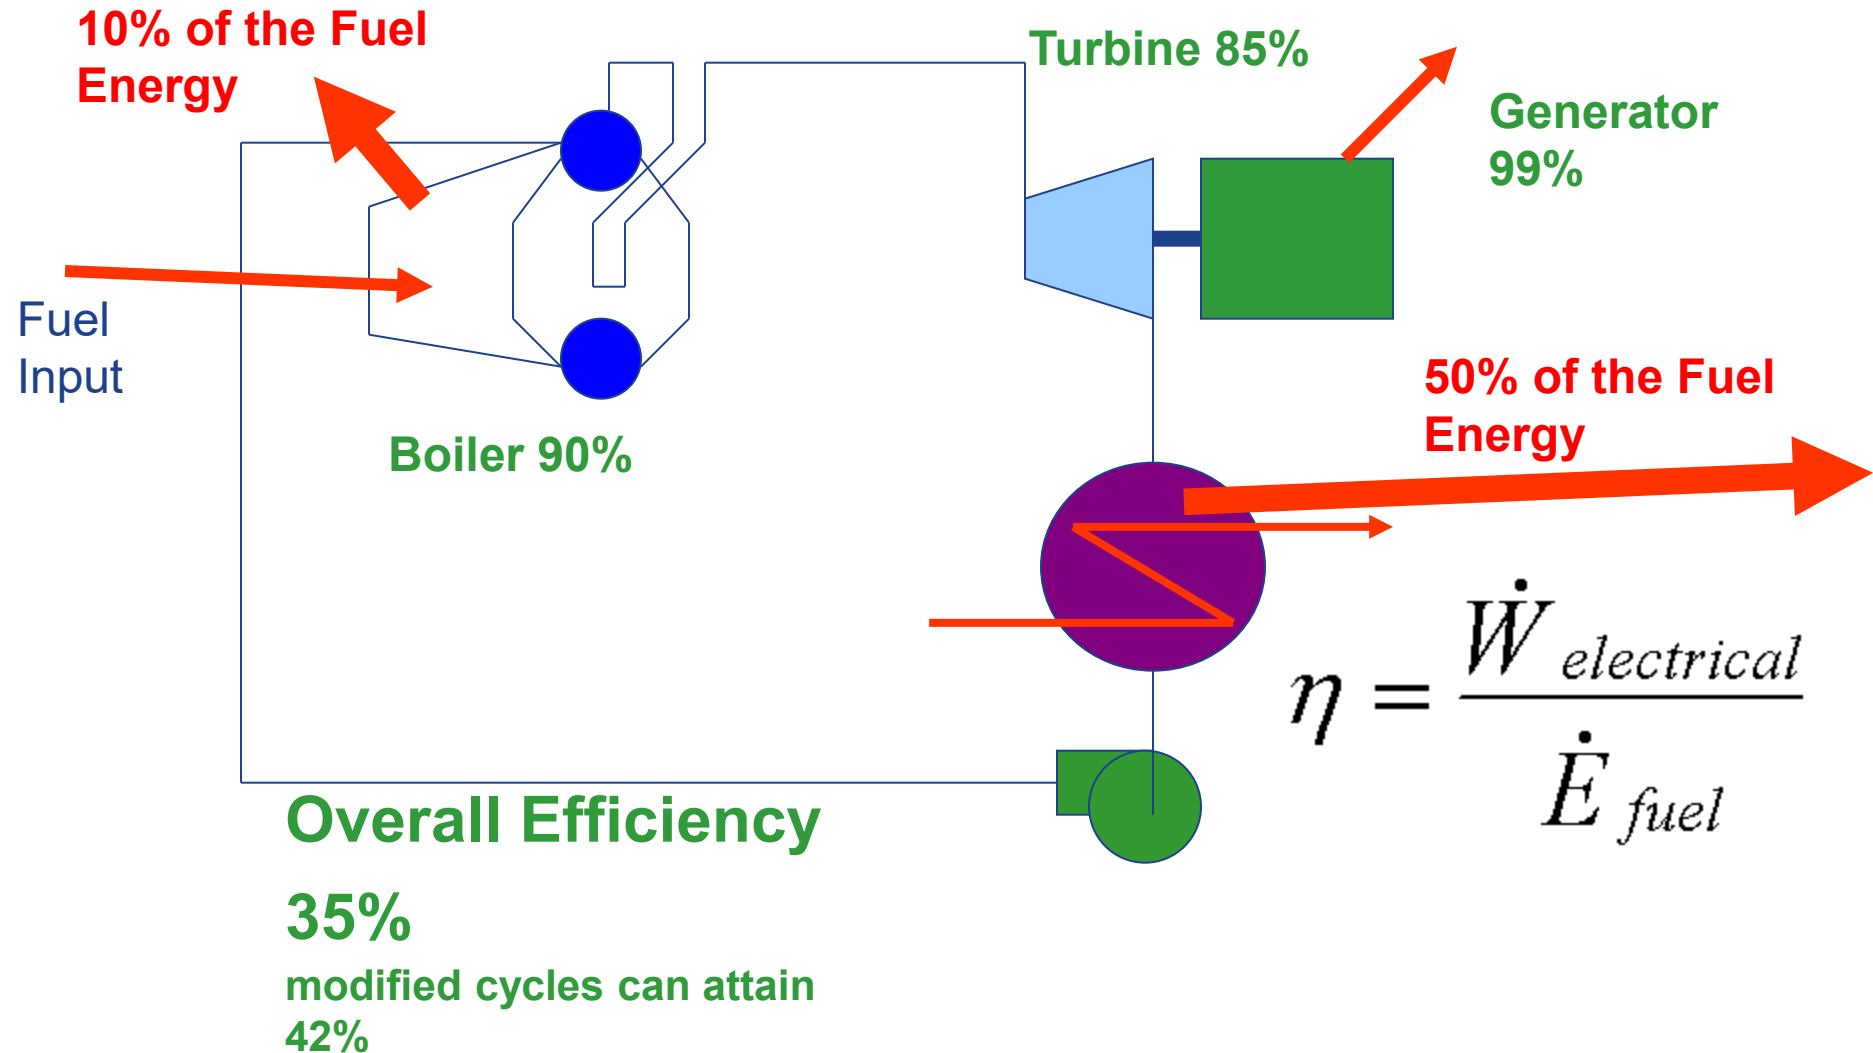 10% of the Fuel
Energy
Turbine 85%
Generator
99%
Fuel
Input
50% of the Fuel
Energy
Boiler 90%
η = Ẇ electrical / Ė fuel
Overall Efficiency
35%
modified cycles can attain
42%